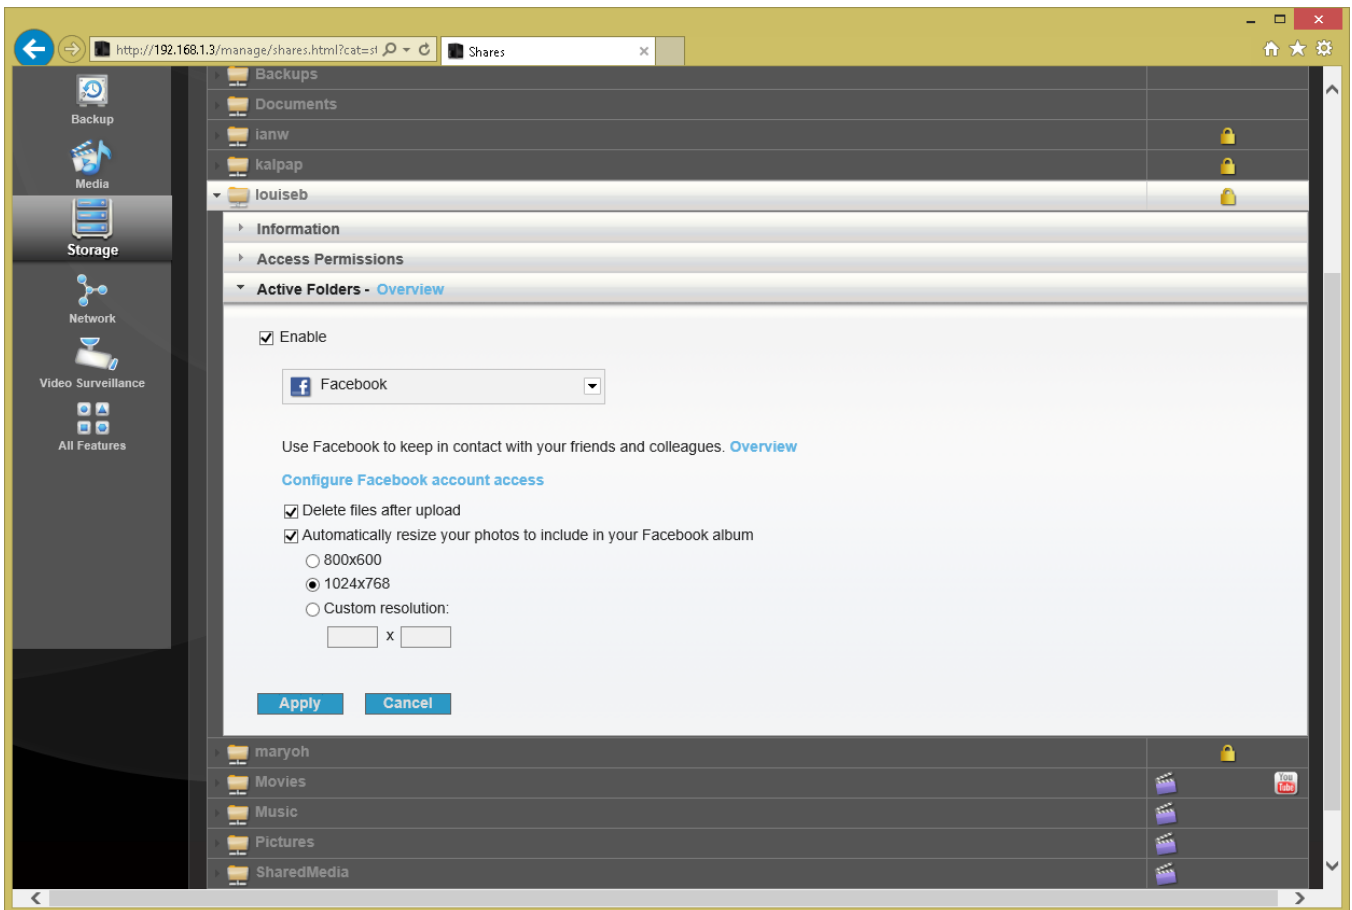 http://192.168.1.3/manage/shares.html?cat=st
Shares
Backup
Media
Storage
Network
Video Surveillance
All Features
Backups
Documents
ianw
kalpap
louiseb
Information
Access Permissions
Active Folders - Overview
Enable
Facebook
Use Facebook to keep in contact with your friends and colleagues. Overview
Configure Facebook account access
Delete files after upload
Automatically resize your photos to include in your Facebook album
800x600
1024x768
Custom resolution:
x
Apply Cancel
maryoh
Movies
You
Tube
Music
Pictures
SharedMedia